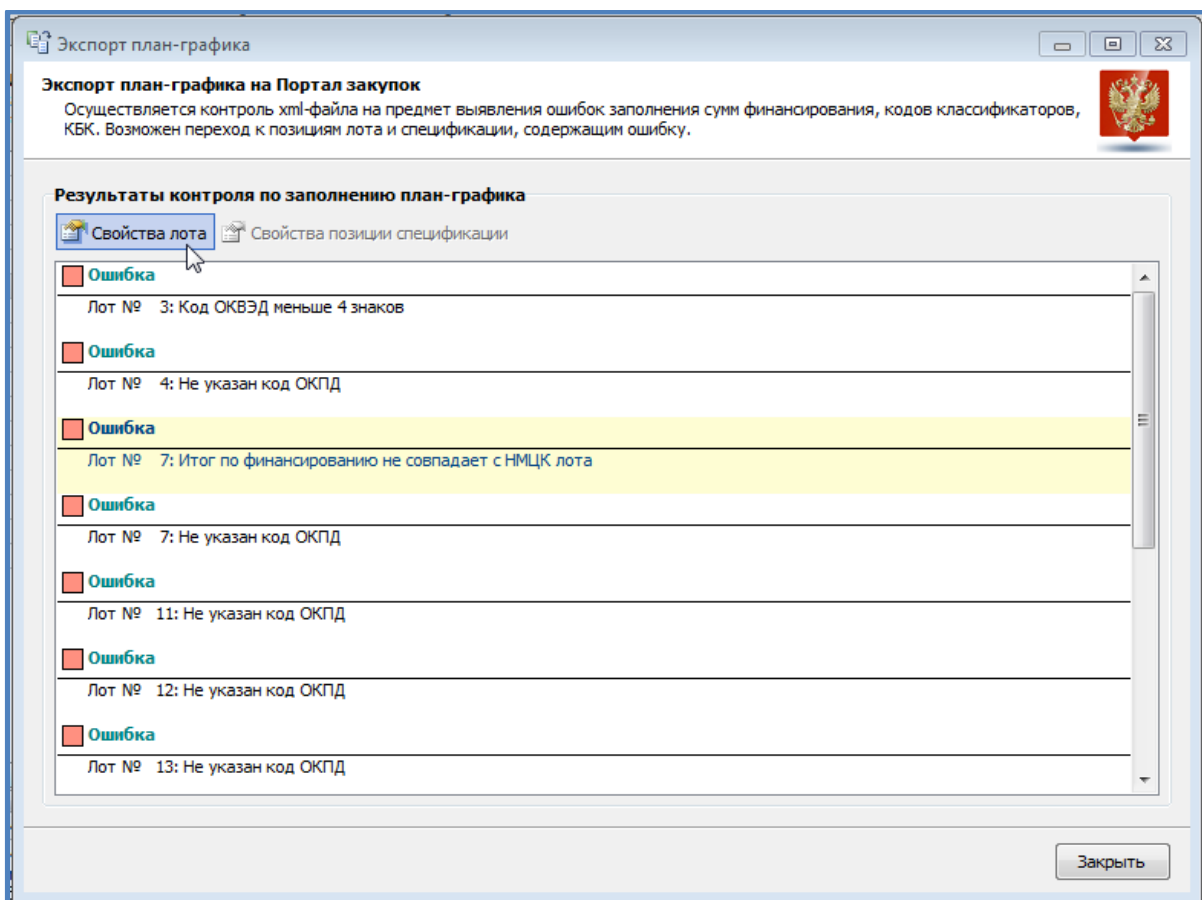 Экспорт план-графика
Экспорт план-графика на Портал закупок
Осуществляется контроль xml-файла на предмет выявления ошибок заполнения сумм финансирования, кодов классификаторов,
КБК. Возможен переход к позициям лота и спецификации, содержащим ошибку.
Результаты контроля по заполнению план-графика
Свойства лота Свойства позиции спецификации
Ошибка
Лот № 3: Код ОКВЭД меньше 4 знаков
Ошибка
Лот № 4: Не указан код ОКПД
Ошибка
Лот № 7: Итог по финансированию не совпадает с НМЦК лота
Ошибка
Лот № 7: Не указан код ОКПД
Ошибка
Лот № 11: Не указан код ОКПД
Ошибка
Лот № 12: Не указан код ОКПД
Ошибка
Лот № 13: Не указан код ОКПД
Закрыть